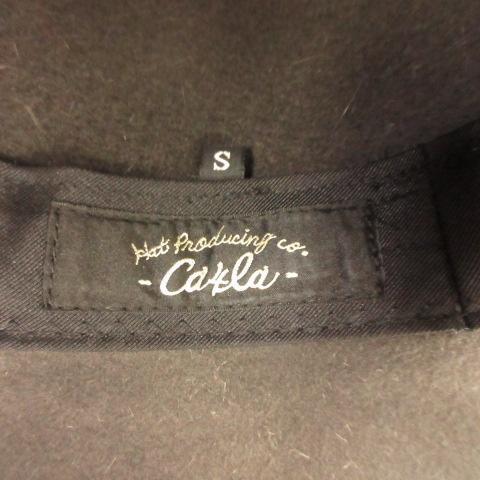 S
Hat Producing co.
- Ca4la -